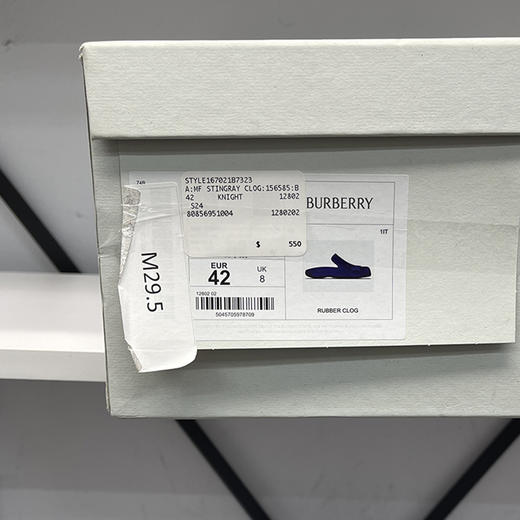 STYLE167021B7323
A:MF STINGRAY CLOG:156585:B
42 KNIGHT 12802
S24
80856951004 1280202
$ 550
BURBERRY
1IT
EUR UK
42 8
12802 02
5045705978709
RUBBER CLOG
M29.5